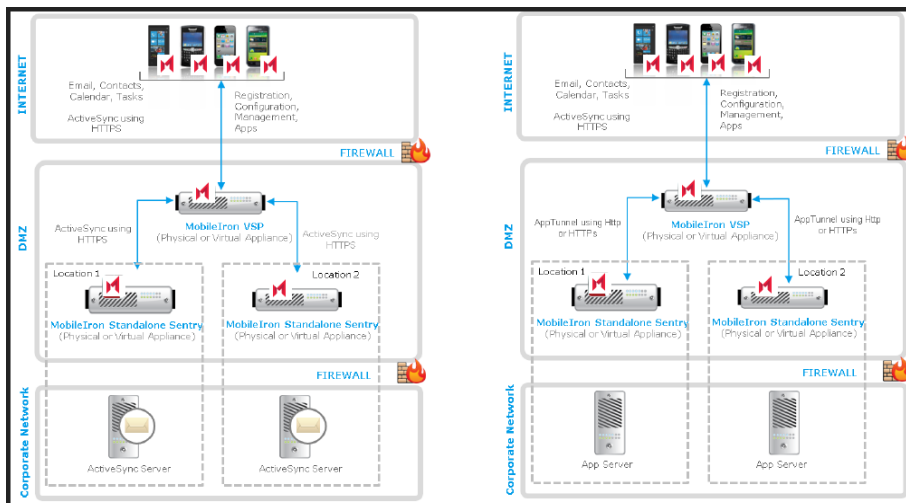 INTERNET
Email, Contacts,
Calendar, Tasks
ActiveSync using
HTTPS
Registration,
Configuration,
Management,
Apps
FIREWALL
DMZ
MobileIron VSP
(Physical or Virtual Appliance)
ActiveSync using
HTTPS
ActiveSync using
HTTPS
Location 1
Location 2
MobileIron Standalone Sentry
(Physical or Virtual Appliance)
MobileIron Standalone Sentry
(Physical or Virtual Appliance)
FIREWALL
Corporate Network
ActiveSync Server
ActiveSync Server
INTERNET
Email, Contacts,
Calendar, Tasks
ActiveSync using
HTTPS
Registration,
Configuration,
Management,
Apps
FIREWALL
DMZ
MobileIron VSP
(Physical or Virtual Appliance)
AppTunnel using Http
or HTTPs
AppTunnel using Http
or HTTPs
Location 1
Location 2
MobileIron Standalone Sentry
(Physical or Virtual Appliance)
MobileIron Standalone Sentry
(Physical or Virtual Appliance)
FIREWALL
Corporate Network
App Server
App Server